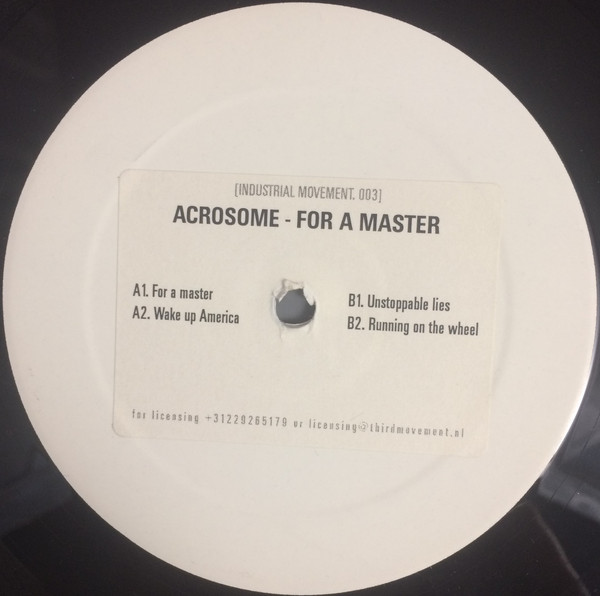 [INDUSTRIAL MOVEMENT. 003]
ACROSOME - FOR A MASTER
A1. For a master
A2. Wake up America
B1. Unstoppable lies
B2. Running on the wheel
for licensing +31220265179 or licensing@thirdmovement.nl